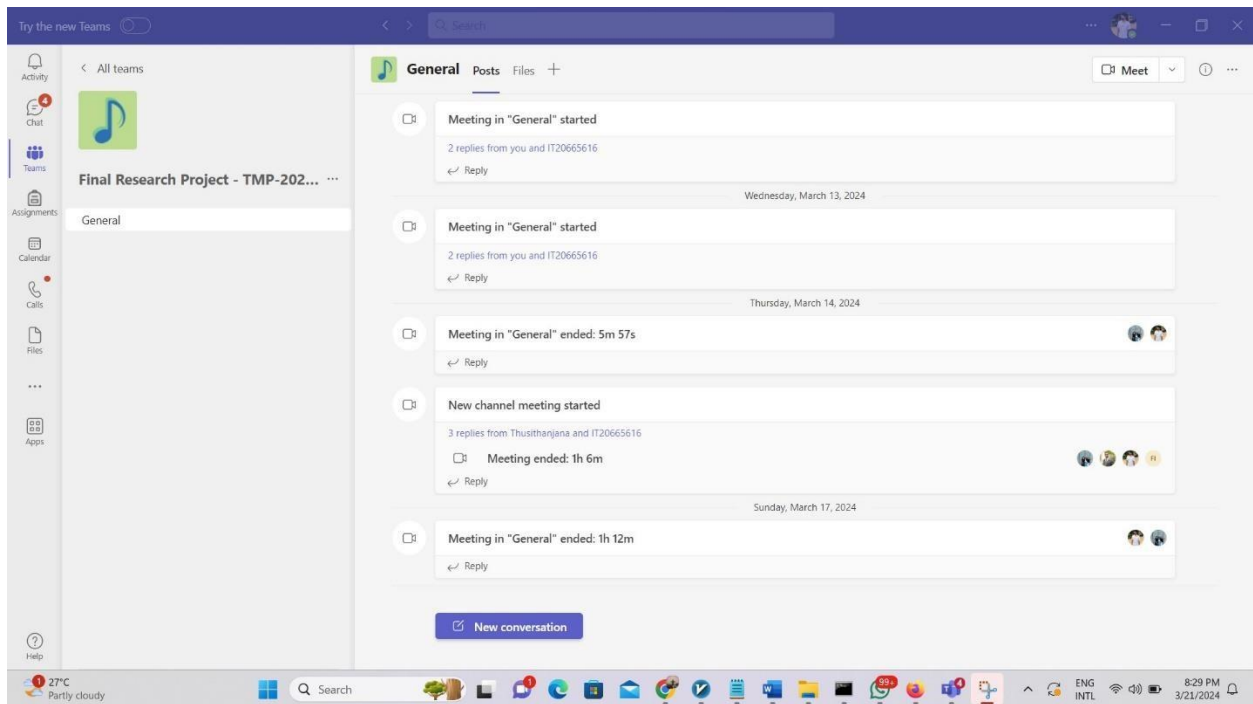 Try the new Teams
Search
Activity
Chat
4
Teams
Assignments
Calendar
Calls
Files
Apps
Help
All teams
Final Research Project - TMP-202...
General
General Posts Files
Meet
Meeting in "General" started
2 replies from you and IT20665616
Reply
Wednesday, March 13, 2024
Meeting in "General" started
2 replies from you and IT20665616
Reply
Thursday, March 14, 2024
Meeting in "General" ended: 5m 57s
Reply
New channel meeting started
3 replies from Thusithanjana and IT20665616
Meeting ended: 1h 6m
Reply
Sunday, March 17, 2024
Meeting in "General" ended: 1h 12m
Reply
New conversation
1
27°C
Partly cloudy
Search
99+
4
ENG
INTL
8:29 PM
3/21/2024